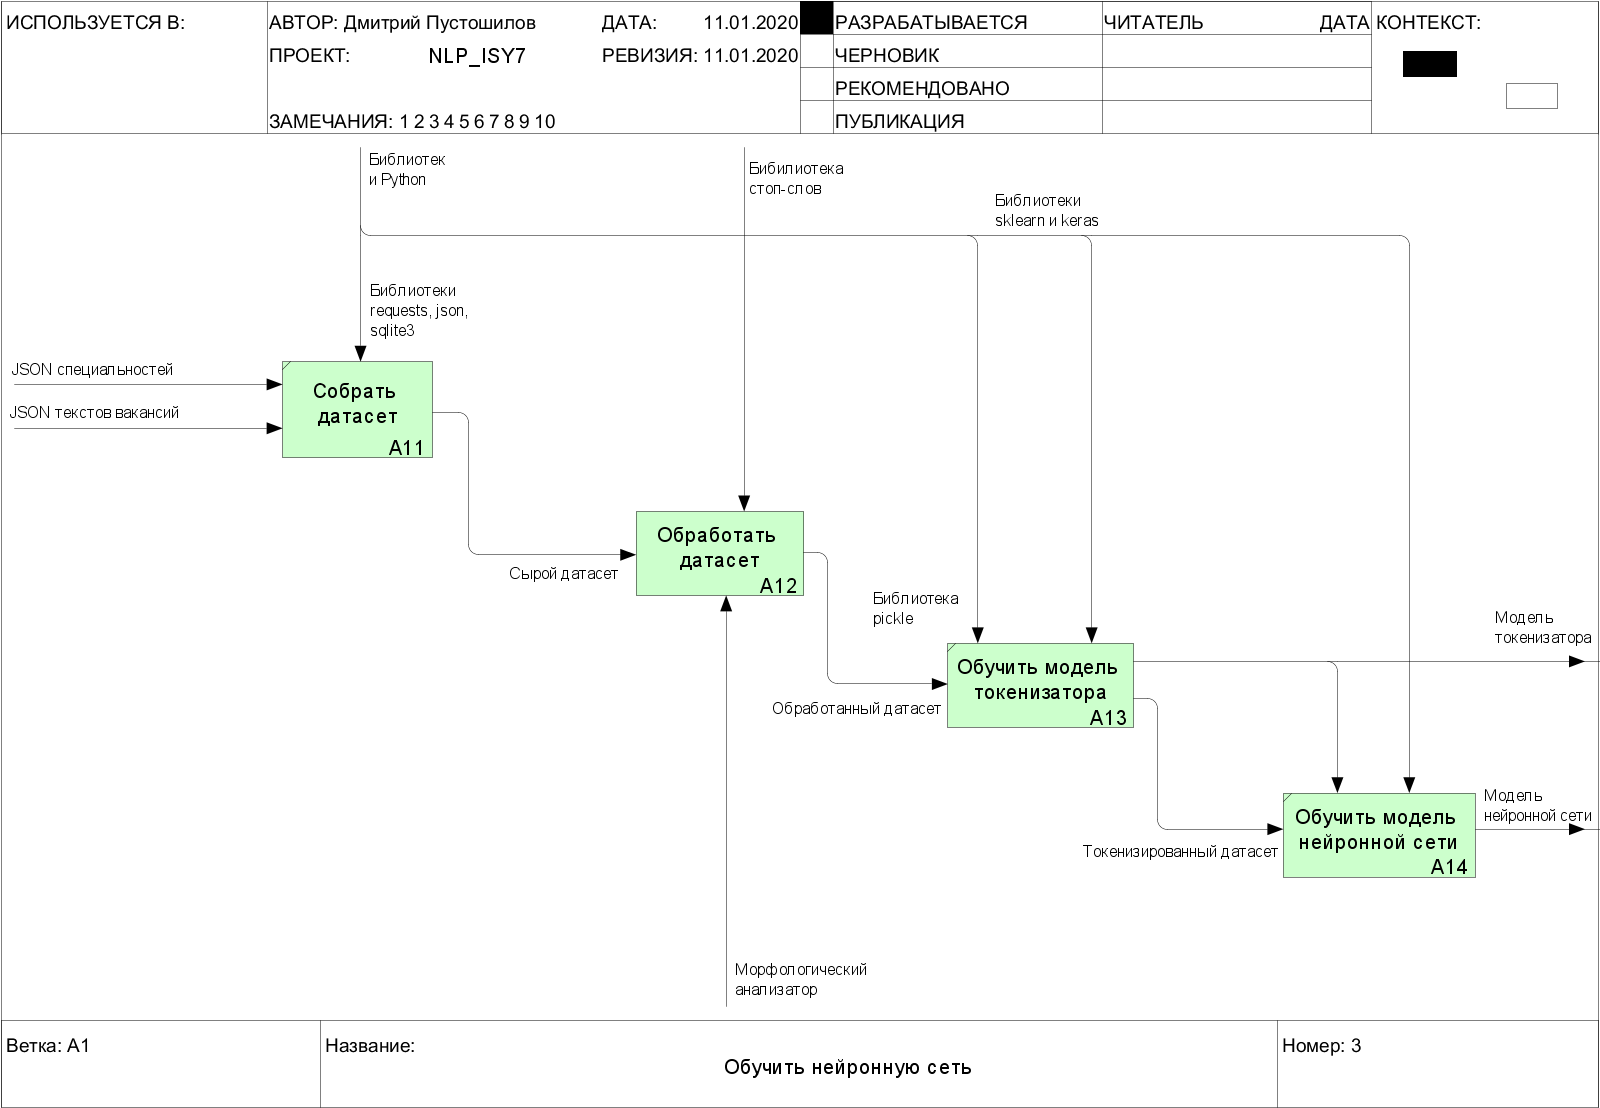 ИСПОЛЬЗУЕТСЯ В:
АВТОР: Дмитрий Пустошилов
ДАТА: 11.01.2020
ПРОЕКТ: NLP_ISY7
РЕВИЗИЯ: 11.01.2020
ЗАМЕЧАНИЯ: 1 2 3 4 5 6 7 8 9 10
РАЗРАБАТЫВАЕТСЯ
ЧЕРНОВИК
РЕКОМЕНДОВАНО
ПУБЛИКАЦИЯ
ЧИТАТЕЛЬ ДАТА
КОНТЕКСТ:
Библиотек
и Python
Бибилиотека
стоп-слов
Библиотеки
sklearn и keras
Библиотеки
requests, json,
sqlite3
JSON специальностей
JSON текстов вакансий
Собрать
датасет
A11
Сырой датасет
Обработать
датасет
A12
Библиотека
pickle
Обработанный датасет
Обучить модель
токенизатора
A13
Модель
токенизатора
Токенизированный датасет
Обучить модель
нейронной сети
A14
Модель
нейронной сети
Морфологический
анализатор
Ветка: A1
Название:
Обучить нейронную сеть
Номер: 3